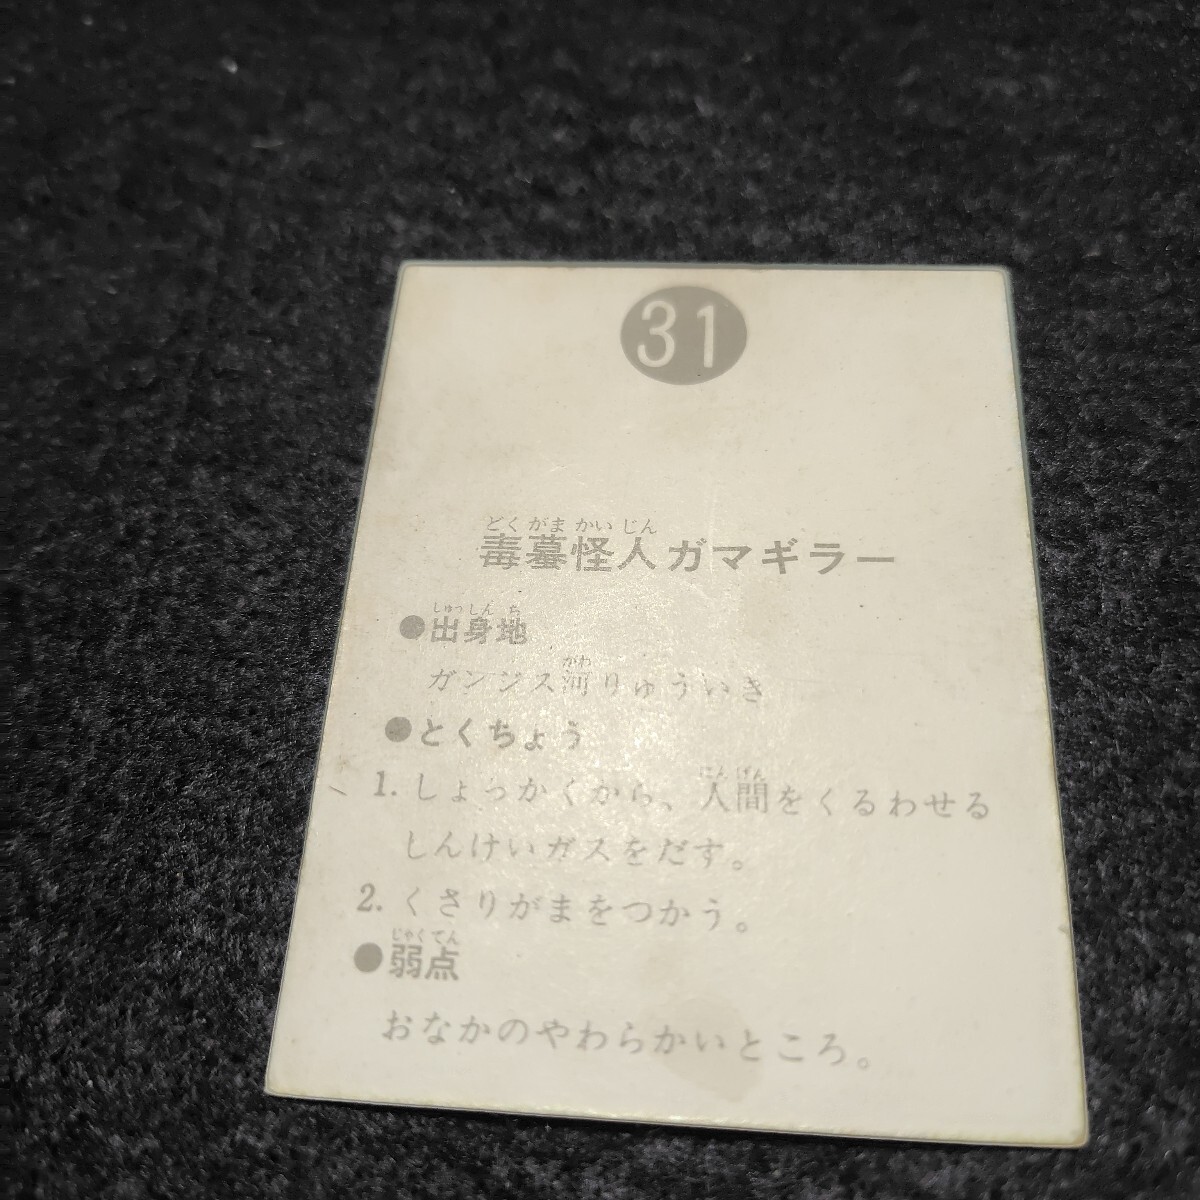 31
どくがまかいじん
毒蟇怪人ガマギラー
しゅっしんち
●出身地
がわ
ガンジス河りゅういき
●とくちょう
にんげん
1. しょっかくから、人間をくるわせる
しんけいガスをだす。
2. くさりがまをつかう。
じゃくてん
●弱点
おなかのやわらかいところ。